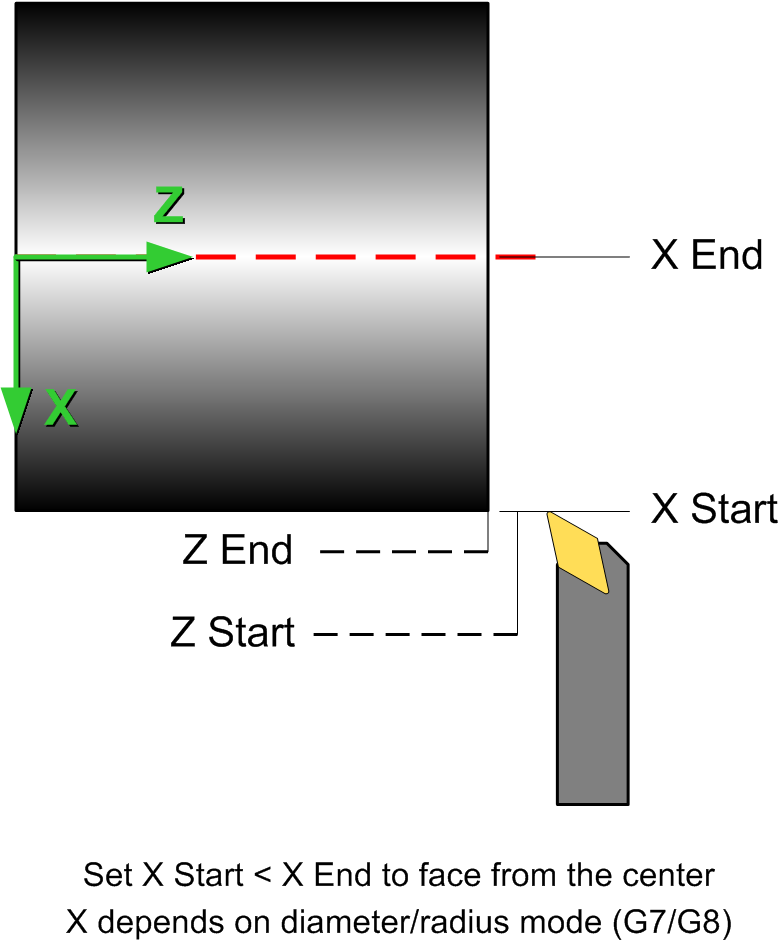 Z
X End
X
X Start
Z End
Z Start
Set X Start < X End to face from the center
X depends on diameter/radius mode (G7/G8)